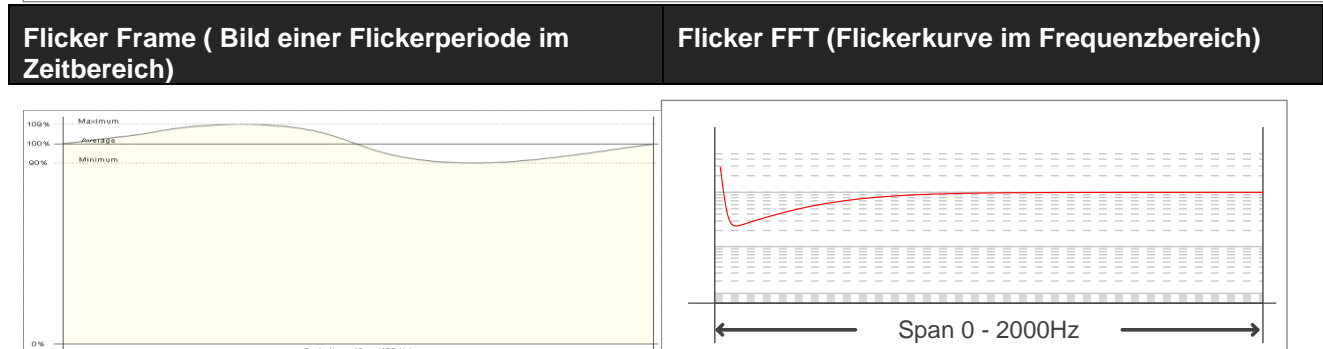 Flicker Frame ( Bild einer Flickerperiode im
Zeitbereich)
Flicker FFT (Flickerkurve im Frequenzbereich)
109%
Maximum
100%
Average
90%
Minimum
0%
Span 0 - 2000Hz